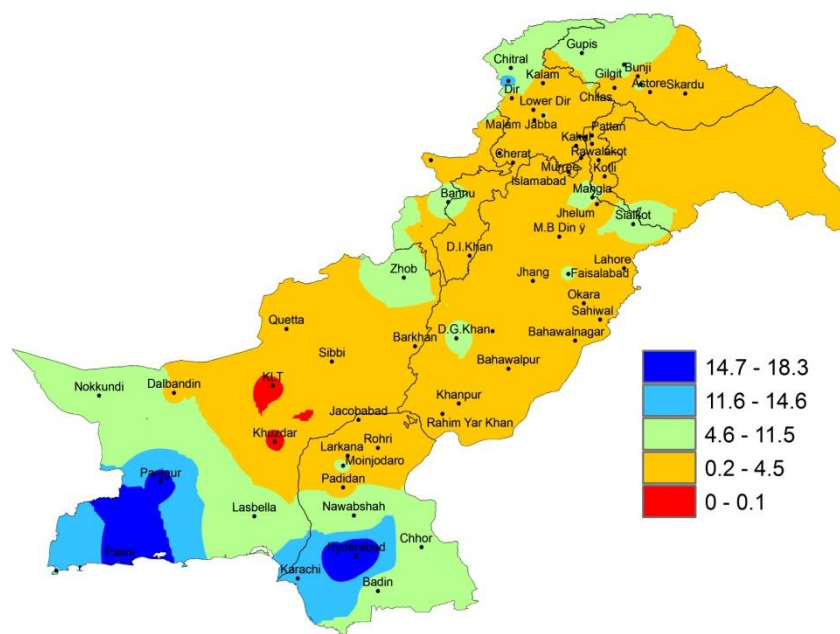 Gupis
Chitral
Bunji
Kalam
Gilgit
Astore
Skardu
Dir
Chilas
Lower Dir
Malam Jabba
Pattan
Rawalakot
Cherat
Murree
Kotli
Islamabad
Bannu
Mangla
Jhelum
Sialkot
M.B Din ÿ
D.I.Khan
Lahore
Zhob
Jhang
Faisalabad
Okara
Sahiwal
Quetta
D.G.Khan
Barkhan
Bahawalnagar
Sibbi
Bahawalpur
14.7 - 18.3
KLT
Nokkundi
Dalbandin
11.6 - 14.6
Khanpur
Jacobabad
Rahim Yar Khan
4.6 - 11.5
Khuzdar
Rohri
Larkana
Moinjodaro
0.2 - 4.5
Panjgur
Padidan
0 - 0.1
Lasbella
Nawabshah
Hyderabad
Chhor
Karachi
Badin